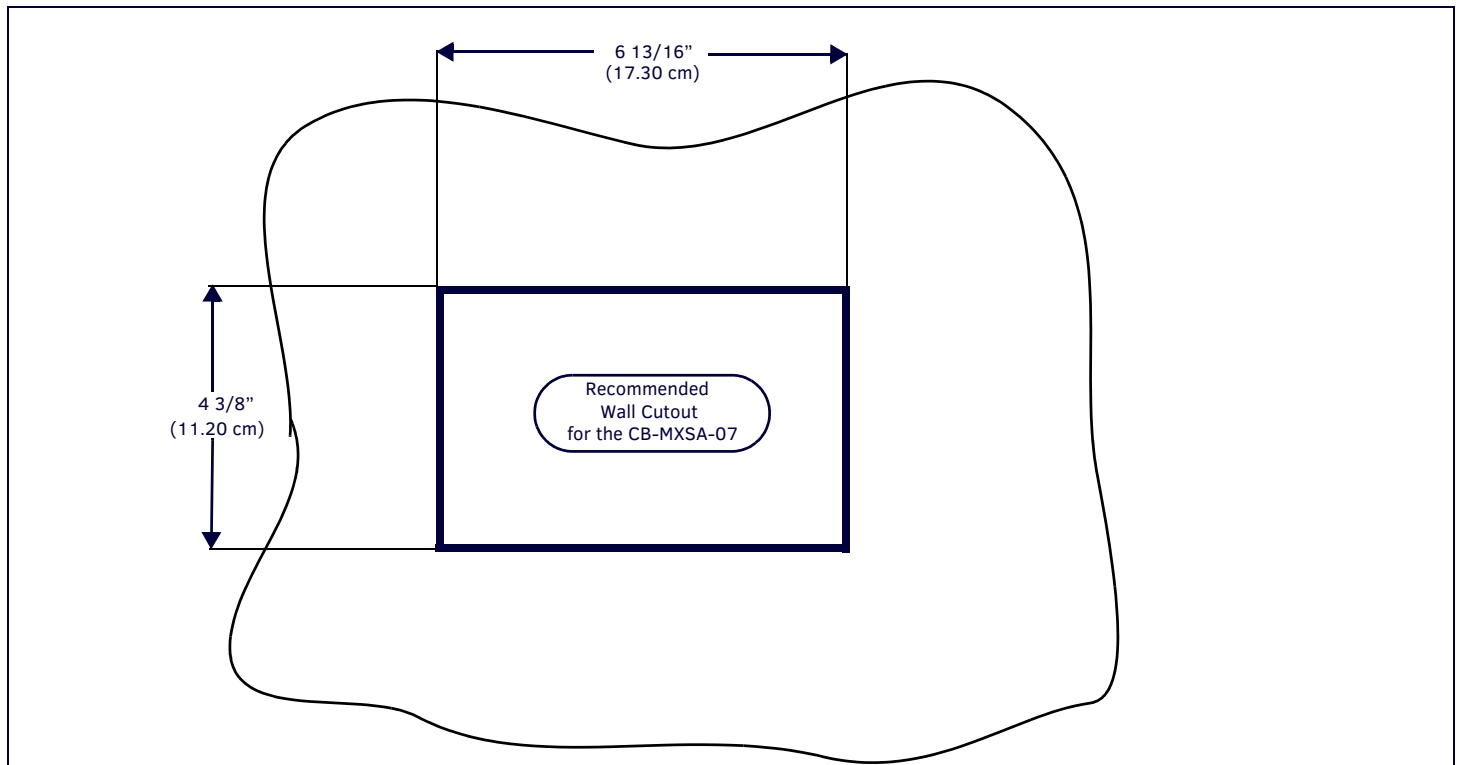 6 13/16”
(17.30 cm)
4 3/8”
(11.20 cm)
Recommended
Wall Cutout
for the CB-MXSA-07